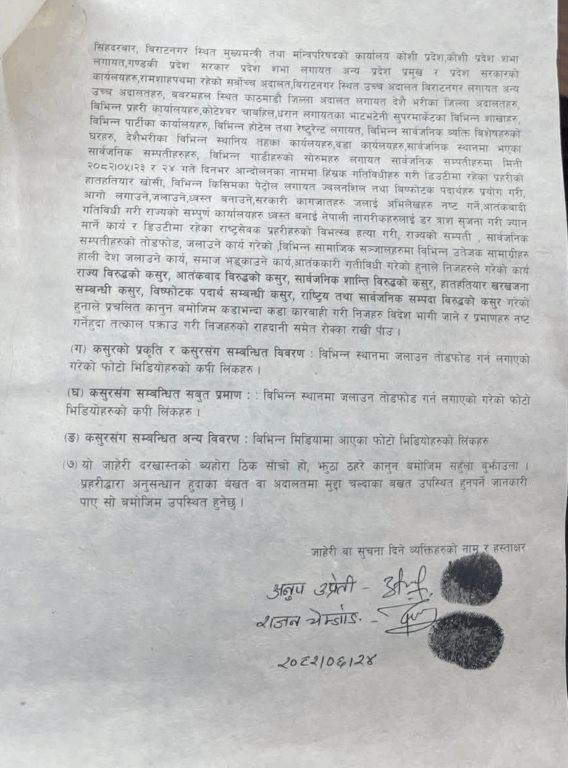 सिंहदरबार, बिराटनगर स्थित मुख्यमन्त्री तथा मन्त्रिपरिषदको कार्यालय कोशी प्रदेश,कोशी प्रदेश सभा
लगायत,गण्डकी प्रदेश सरकार प्रदेश सभा लगायत अन्य प्रदेश प्रमुख र प्रदेश सरकारको
कार्यलयहरु,रामशाहपथमा रहेको सर्वोच्च अदालत,बिराटनगर स्थित उच्च अदालत बिराटनगर लगायत अन्य
उच्च अदालतहरु, बवरमहल स्थित काठमाडौं जिल्ला अदालत लगायत देशै भरीका जिल्ला अदालतहरु,
बिभिन्न प्रहरी कार्यालयहरु,कोटेश्वर चावहिल,धरान लगायतका भाटभटेनी सुपरमार्केटका विभिन्न शाखाहरु,
विभिन्न पार्टीका कार्यालयहरु, विभिन्न होटेल तथा रेष्टुरेन्ट लगायत, विभिन्न सार्वजनिक व्यक्ति विशेषहरुको
घरहरु, देशैभरीका विभिन्न स्थानिय तहका कार्यलयहरु,वडा कार्यलयहरु,सार्वजनिक स्थानमा भएका
सार्वजनिक सम्पतीहरुहरु, विभिन्न गाडीहरुको सोरुमहरु लगायत सार्वजनिक सम्पतीहरुमा मिती
२०८२।०५।२३ र २४ गते दिनभर आन्दोलनका नाममा हिंस्रक गतिविधी गरी डिउटीमा रहेका प्रहरीको
हातहतियार खोसी, विभिन्न किसिमका पेट्रोल लगायत ज्वलनशिल तथा बिष्फोटक पदार्थहरु प्रयोग गरी,
आगो लगाउने,जलाउने,ध्वस्त बनाउने,सरकारी कागजातहरु जलाई अभिलेखहरु नष्ट गर्ने,आतंकबादी
गतिविधी गरी राज्यको सम्पुर्ण कार्यालयहरु ध्वस्त बनाई नेपाली नागरीकहरुलाई डर त्रास सृजना गरी ज्यान
मार्ने कार्य र डिउटीमा रहेका राष्ट्रसेवक प्रहरीहरुको विभत्स्व हत्या गरी, राज्यको सम्पती , सार्वजनिक
सम्पतीहरुको तोडफोड, जलाउने कार्य गरेको ,विभिन्न सामाजिक सञ्जालहरुमा विभिन्न उत्तेजक सामाग्रीहरु
हाली देश जलाउने कार्य, समाज भड्काउने कार्य,आतंककारी गतीविधी गरेको हुनाले निजहरुले गरेको कार्य
राज्य बिरुद्धको कसुर, आतंकवाद बिरुद्धको कसुर, सार्वजनिक शान्ति बिरुद्धको कसुर, हातहतियार खरखजना
सम्बन्धी कसुर, विष्फोटक पदार्थ सम्बन्धी कसुर, राष्ट्रिय तथा सार्वजनिक सम्पदा बिरुद्धको कसुर गरेको
हुनाले प्रचलित कानुन बमोजिम कडाभन्दा कडा कारबाही गरी निजहरु विदेश भागी जाने र प्रमाणहरु नष्ट
गर्नेहुदा तत्काल पक्राउ गरी निजहरुको राहदानी समेत रोक्का राखी पाँउ ।
(ग) कसुरको प्रकृति र कसुरसंग सम्बन्धित विवरण : विभिन्न स्थानमा जलाउन तोडफोड गर्न लगाएको
गरेको फोटो भिडियोहरुको कपी लिंकहरु ।
(घ) कसुरसंग सम्बन्धित सबुत प्रमाण : : विभिन्न स्थानमा जलाउन तोडफोड गर्न लगाएको गरेको फोटो
भिडियोहरुको कपी लिंकहरु ।
(ङ) कसुरसंग सम्बन्धित अन्य विवरण : बिभिन्न मिडियामा आएका फोटो भिडियोहरुको लिंकहरु
(७) यो जाहेरी दरखास्तको ब्यहोरा ठिक साँचो हो, झुठा ठहरे कानुन बमोजिम सहुँला बुझाउँला ।
प्रहरीद्वारा अनुसन्धान हुदाका बखत वा अदालतमा मुद्दा चल्दाका बखत उपस्थित हुनपर्ने जानकारी
पाए सो बमोजिम उपस्थित हुनेछु ।
जाहेरी वा सुचना दिने व्यक्तिहरुको नाम र हस्ताक्षर
अनुप उप्रेती -
राजन
२०८२।०६।२४